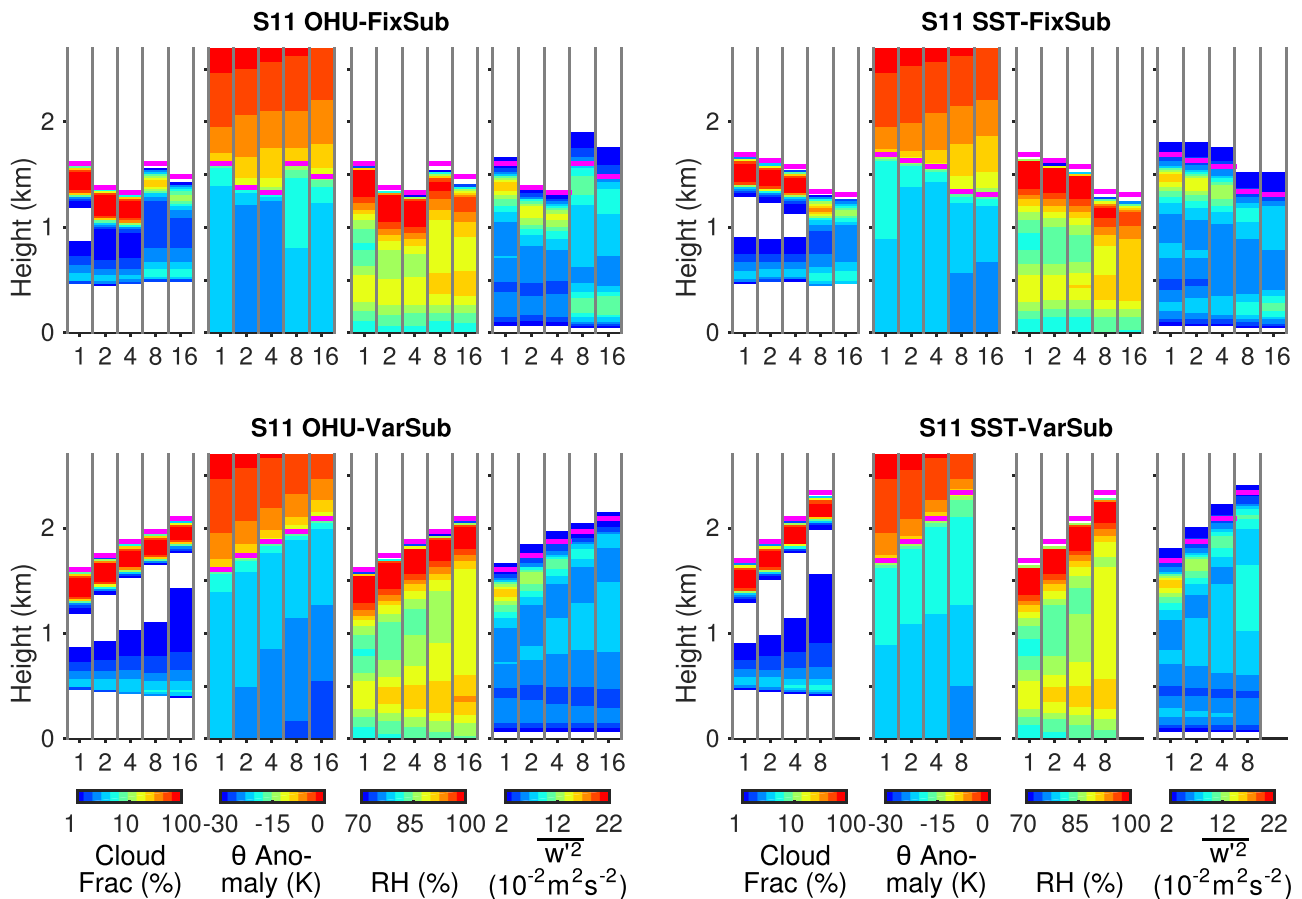 S11 OHU-FixSub
S11 SST-FixSub
Height (km)
2
1
0
1 2 4 8 16
1 2 4 8 16
1 2 4 8 16
1 2 4 8 16
Height (km)
2
1
0
1 2 4 8 16
1 2 4 8 16
1 2 4 8 16
1 2 4 8 16
S11 OHU-VarSub
S11 SST-VarSub
Height (km)
2
1
0
1 2 4 8 16
1 2 4 8 16
1 2 4 8 16
1 2 4 8 16
Height (km)
2
1
0
1 2 4 8
1 2 4 8
1 2 4 8
1 2 4 8
1 10 100
-30 -15 0
70 85 100
2 12 22
Cloud
Frac (%)
θ Ano-
maly (K)
RH (%)
w'²
(10⁻²m²s⁻²)
1 10 100
-30 -15 0
70 85 100
2 12 22
Cloud
Frac (%)
θ Ano-
maly (K)
RH (%)
w'²
(10⁻²m²s⁻²)